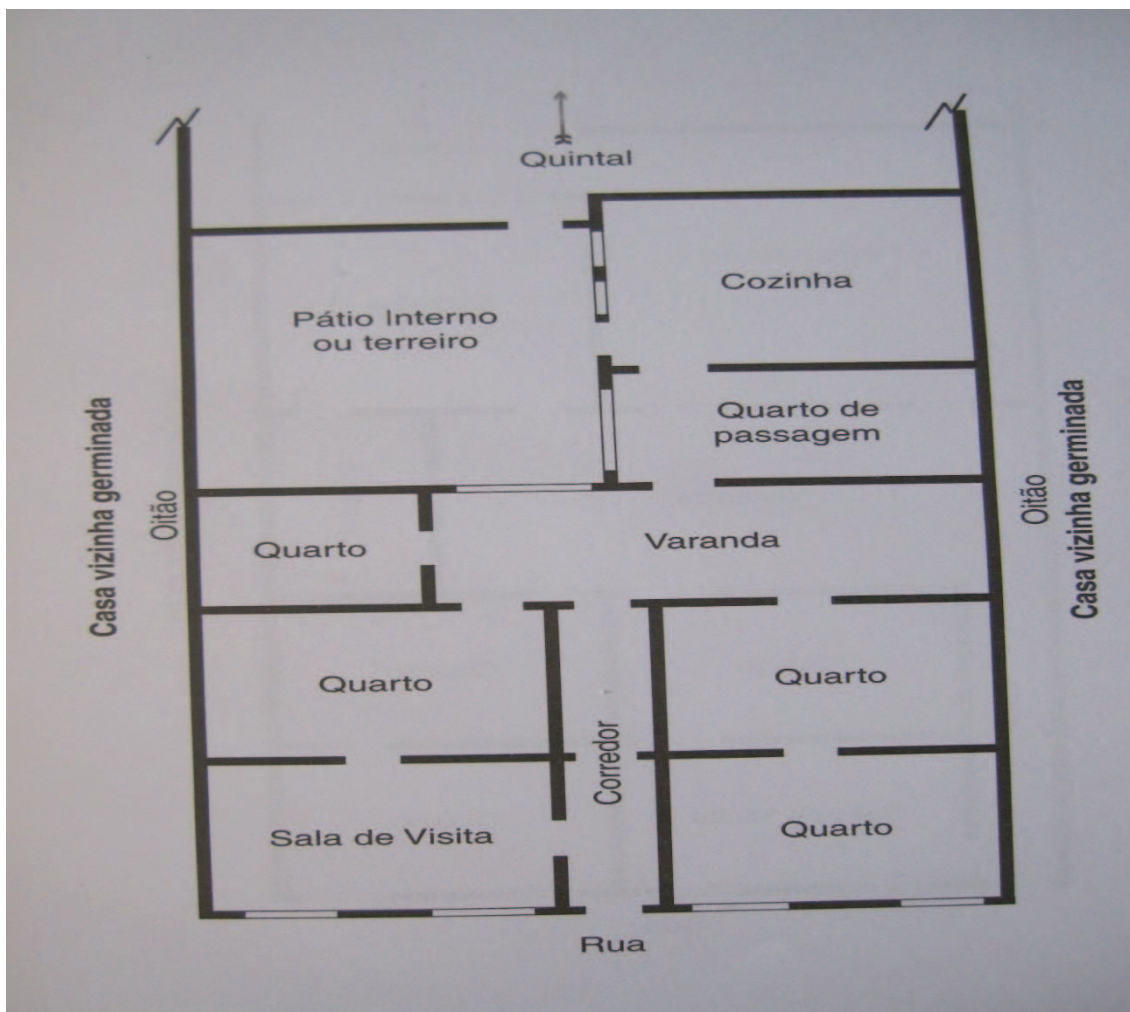 Quintal
Cozinha
Pátio Interno
ou terreiro
Quarto de
passagem
Casa vizinha germinada
Oitão
Oitão
Casa vizinha germinada
Quarto
Varanda
Quarto
Quarto
Corredor
Sala de Visita
Quarto
Rua